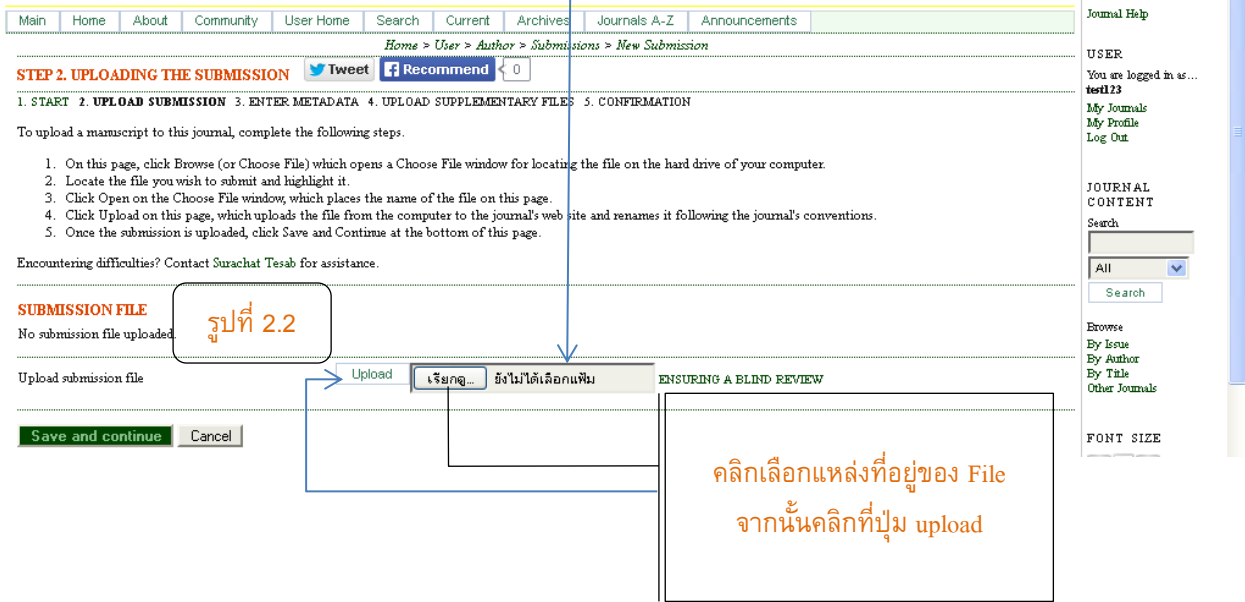 Main Home About Community User Home Search Current Archives Journals A-Z Announcements
Home > User > Author > Submissions > New Submission
STEP 2. UPLOADING THE SUBMISSION Tweet Recommend 0
1. START 2. UPLOAD SUBMISSION 3. ENTER METADATA 4. UPLOAD SUPPLEMENTARY FILES 5. CONFIRMATION
To upload a manuscript to this journal, complete the following steps.
1. On this page, click Browse (or Choose File) which opens a Choose File window for locating the file on the hard drive of your computer.
2. Locate the file you wish to submit and highlight it.
3. Click Open on the Choose File window, which places the name of the file on this page.
4. Click Upload on this page, which uploads the file from the computer to the journal's web site and renames it following the journal's conventions.
5. Once the submission is uploaded, click Save and Continue at the bottom of this page.
Encountering difficulties? Contact Surachat Tesab for assistance.
SUBMISSION FILE
No submission file uploaded.
รูปที่ 2.2
Upload submission file Upload เรียกดู... ยังไม่ได้เลือกแฟ้ม ENSURING A BLIND REVIEW
Save and continue Cancel
คลิกเลือกแหล่งที่อยู่ของ File
จากนั้นคลิกที่ปุ่ม upload
Journal Help
USER
You are logged in as...
test123
My Journals
My Profile
Log Out
JOURNAL
CONTENT
Search
All
Search
Browse
By Issue
By Author
By Title
Other Journals
FONT SIZE